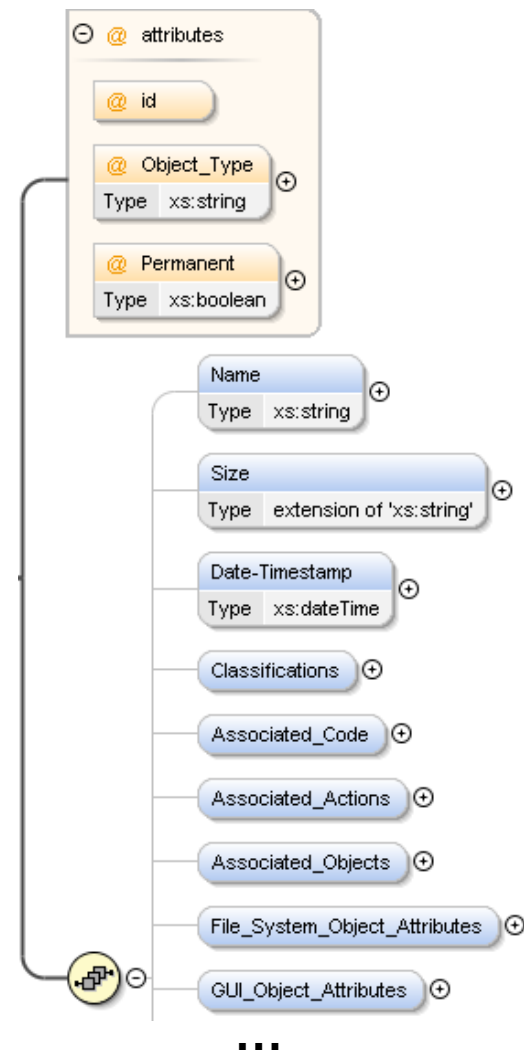 @ attributes
@ id
@ Object_Type
Type xs:string
@ Permanent
Type xs:boolean
Name
Type xs:string
Size
Type extension of 'xs:string'
Date-Timestamp
Type xs:dateTime
Classifications
Associated_Code
Associated_Actions
Associated_Objects
File_System_Object_Attributes
GUI_Object_Attributes
...